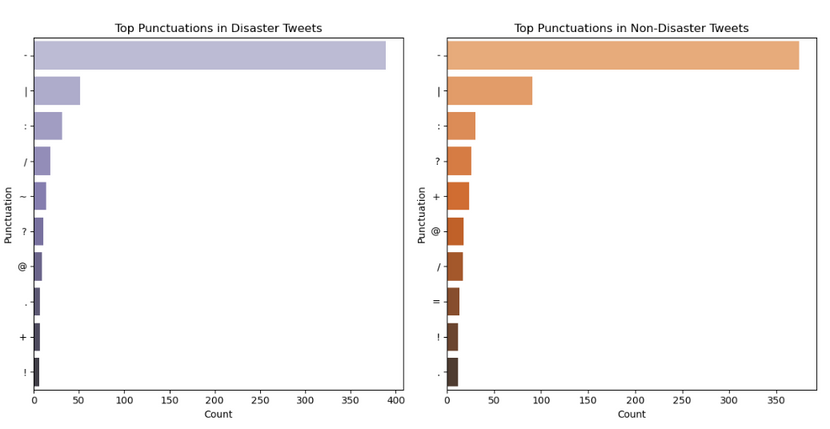 Top Punctuations in Disaster Tweets
Punctuation
-
|
:
/
~
?
@
.
+
!
0 50 100 150 200 250 300 350 400
Count
Top Punctuations in Non-Disaster Tweets
Punctuation
-
|
:
?
+
@
/
=
!
.
0 50 100 150 200 250 300 350
Count